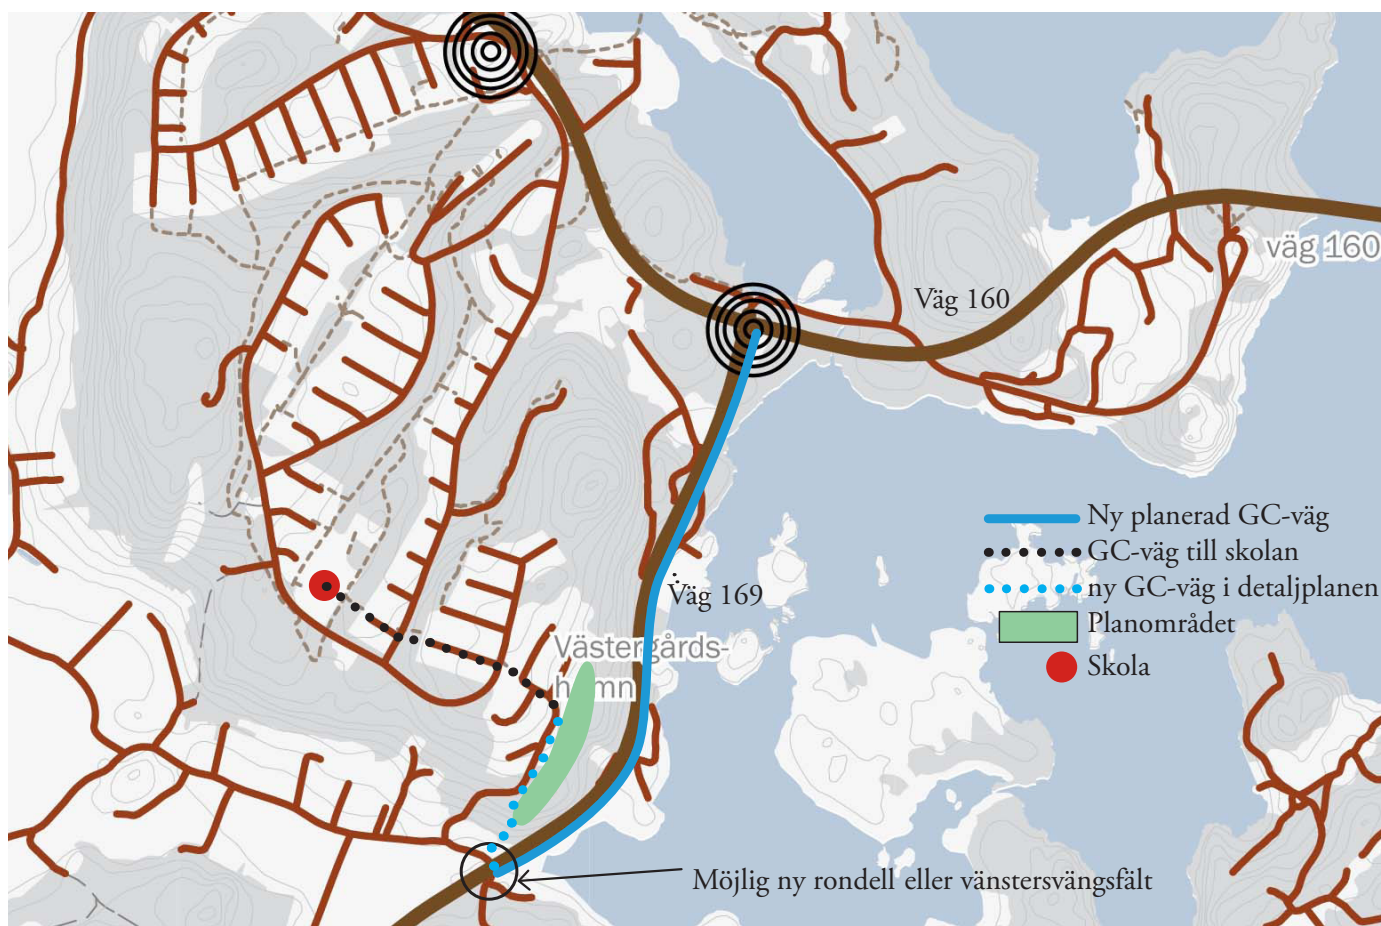 väg 160
Väg 160
Ny planerad GC-väg
GC-väg till skolan
ny GC-väg i detaljplanen
Planområdet
Skola
Väg 169
Västergårds-
hamn
Möjlig ny rondell eller vänstersvängsfält